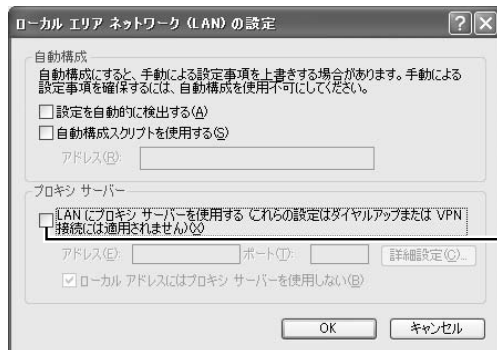 ローカル エリア ネットワーク (LAN) の設定
自動構成
自動構成にすると、手動による設定事項を上書きする場合があります。手動による
設定事項を確保するには、自動構成を使用不可にしてください。
設定を自動的に検出する(A)
自動構成スクリプトを使用する(S)
アドレス(R):
プロキシ サーバー
LAN にプロキシ サーバーを使用する (これらの設定はダイヤルアップまたは VPN
接続には適用されません)(X)
アドレス(E): ポート(T): 詳細設定(C)...
ローカル アドレスにはプロキシ サーバーを使用しない(B)
OK キャンセル